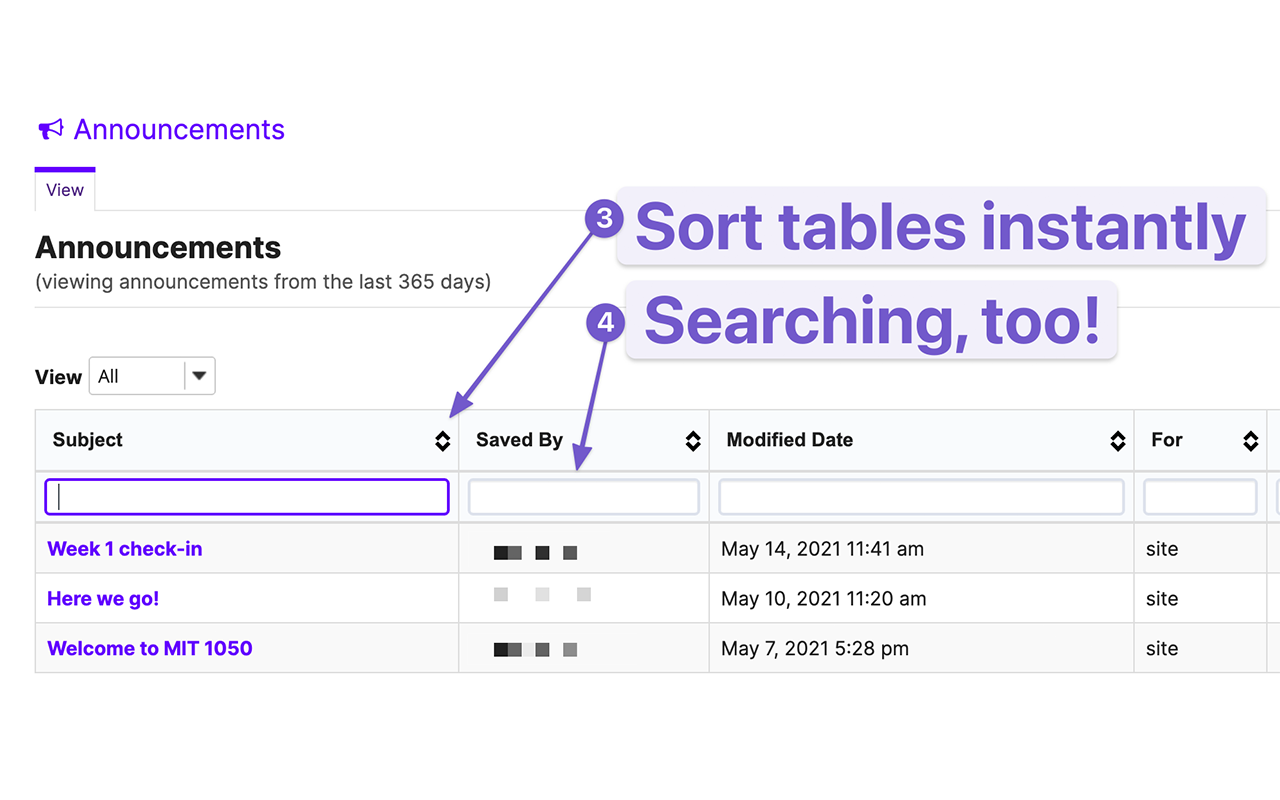 Announcements
View
Announcements
(viewing announcements from the last 365 days)
3 Sort tables instantly
4 Searching, too!
View All
Subject Saved By Modified Date For
Week 1 check-in May 14, 2021 11:41 am site
Here we go! May 10, 2021 11:20 am site
Welcome to MIT 1050 May 7, 2021 5:28 pm site